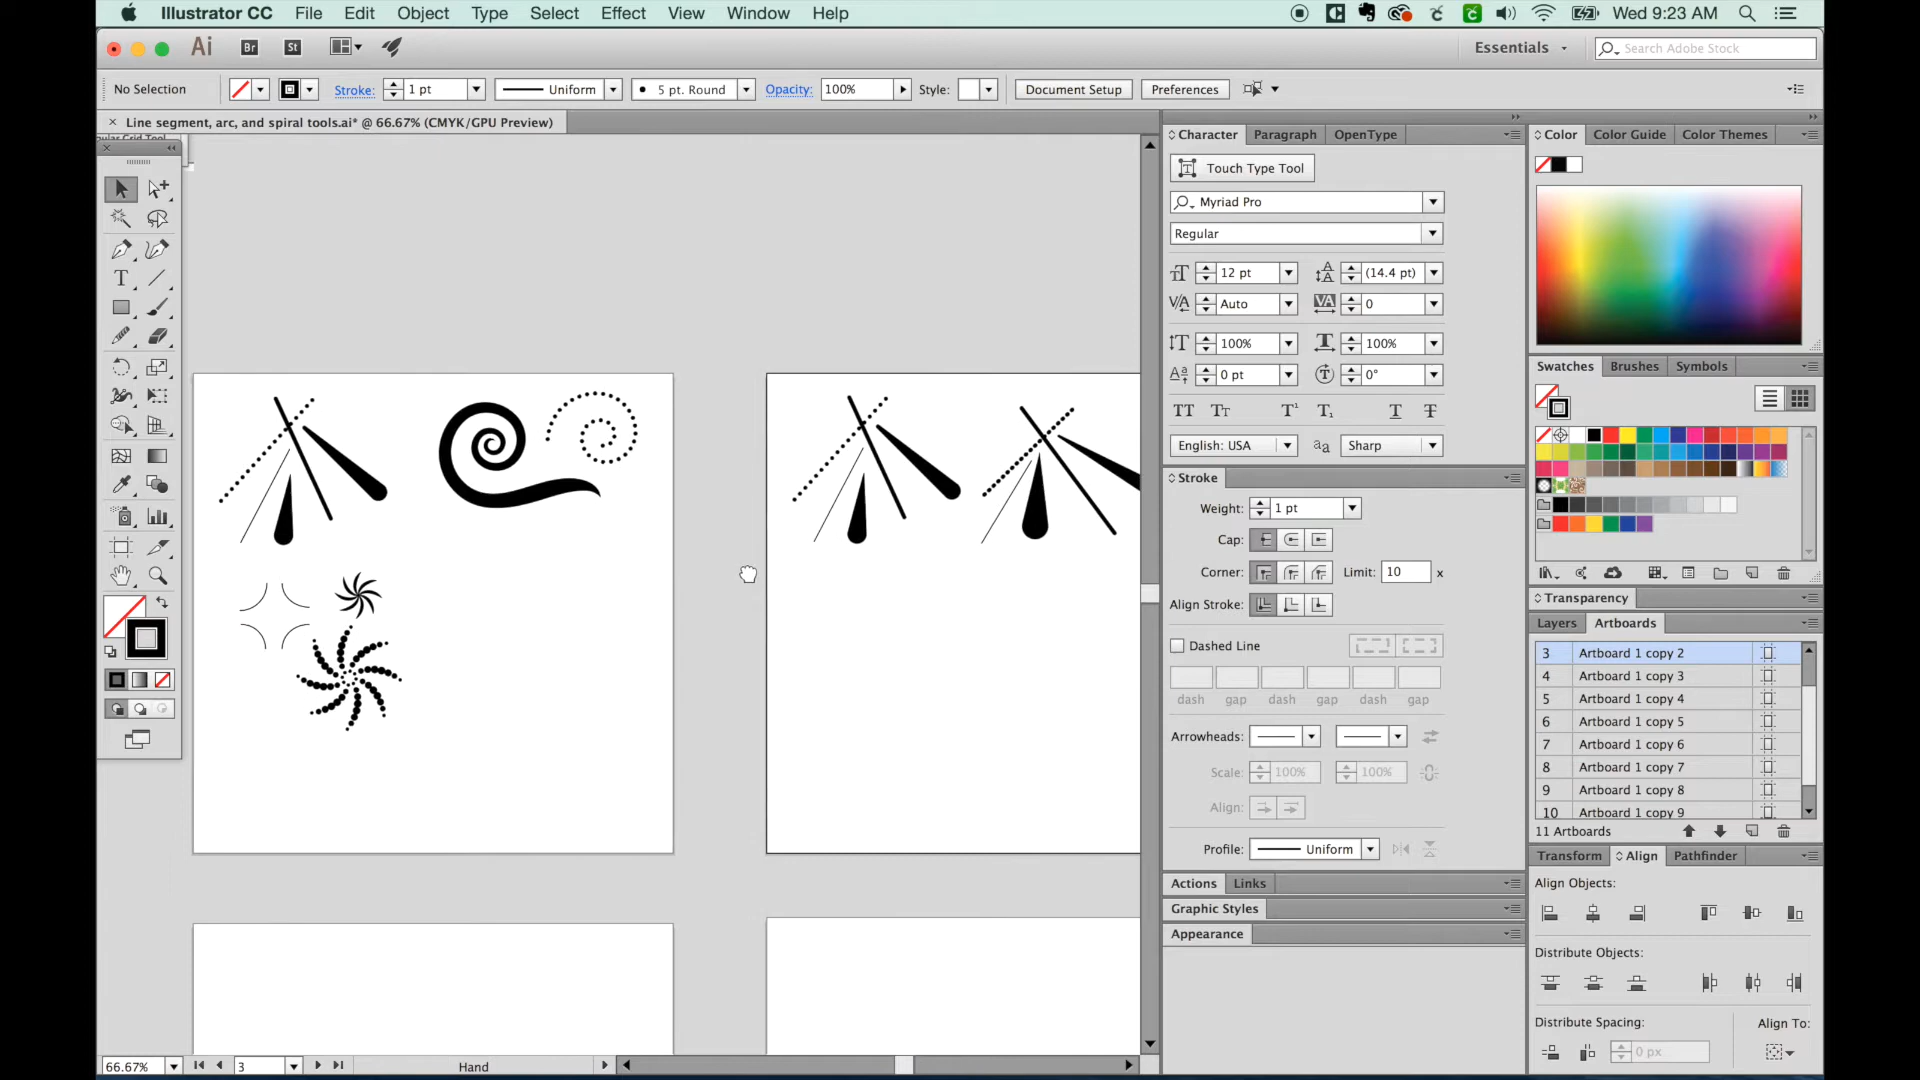 Illustrator CC File Edit Object Type Select Effect View Window Help Wed 9:23 AM
Ai Br St Essentials Search Adobe Stock
No Selection Stroke: 1 pt Uniform 5 pt. Round Opacity: 100% Style: Document Setup Preferences
Line segment, arc, and spiral tools.ai* @ 66.67% (CMYK/GPU Preview)
Character Paragraph OpenType
Touch Type Tool
Myriad Pro
Regular
12 pt (14.4 pt)
Auto 0
100% 100%
0 pt 0°
English: USA Sharp
Stroke
Weight: 1 pt
Cap:
Corner: Limit: 10 x
Align Stroke:
Dashed Line
dash gap dash gap dash gap
Arrowheads:
Scale: 100% 100%
Align:
Profile: Uniform
Actions Links
Graphic Styles
Appearance
Color Color Guide Color Themes
Swatches Brushes Symbols
Transparency
Layers Artboards
3 Artboard 1 copy 2
4 Artboard 1 copy 3
5 Artboard 1 copy 4
6 Artboard 1 copy 5
7 Artboard 1 copy 6
8 Artboard 1 copy 7
9 Artboard 1 copy 8
10 Artboard 1 copy 9
11 Artboards
Transform Align Pathfinder
Align Objects:
Distribute Objects:
Distribute Spacing: Align To:
0 px
66.67% 3 Hand